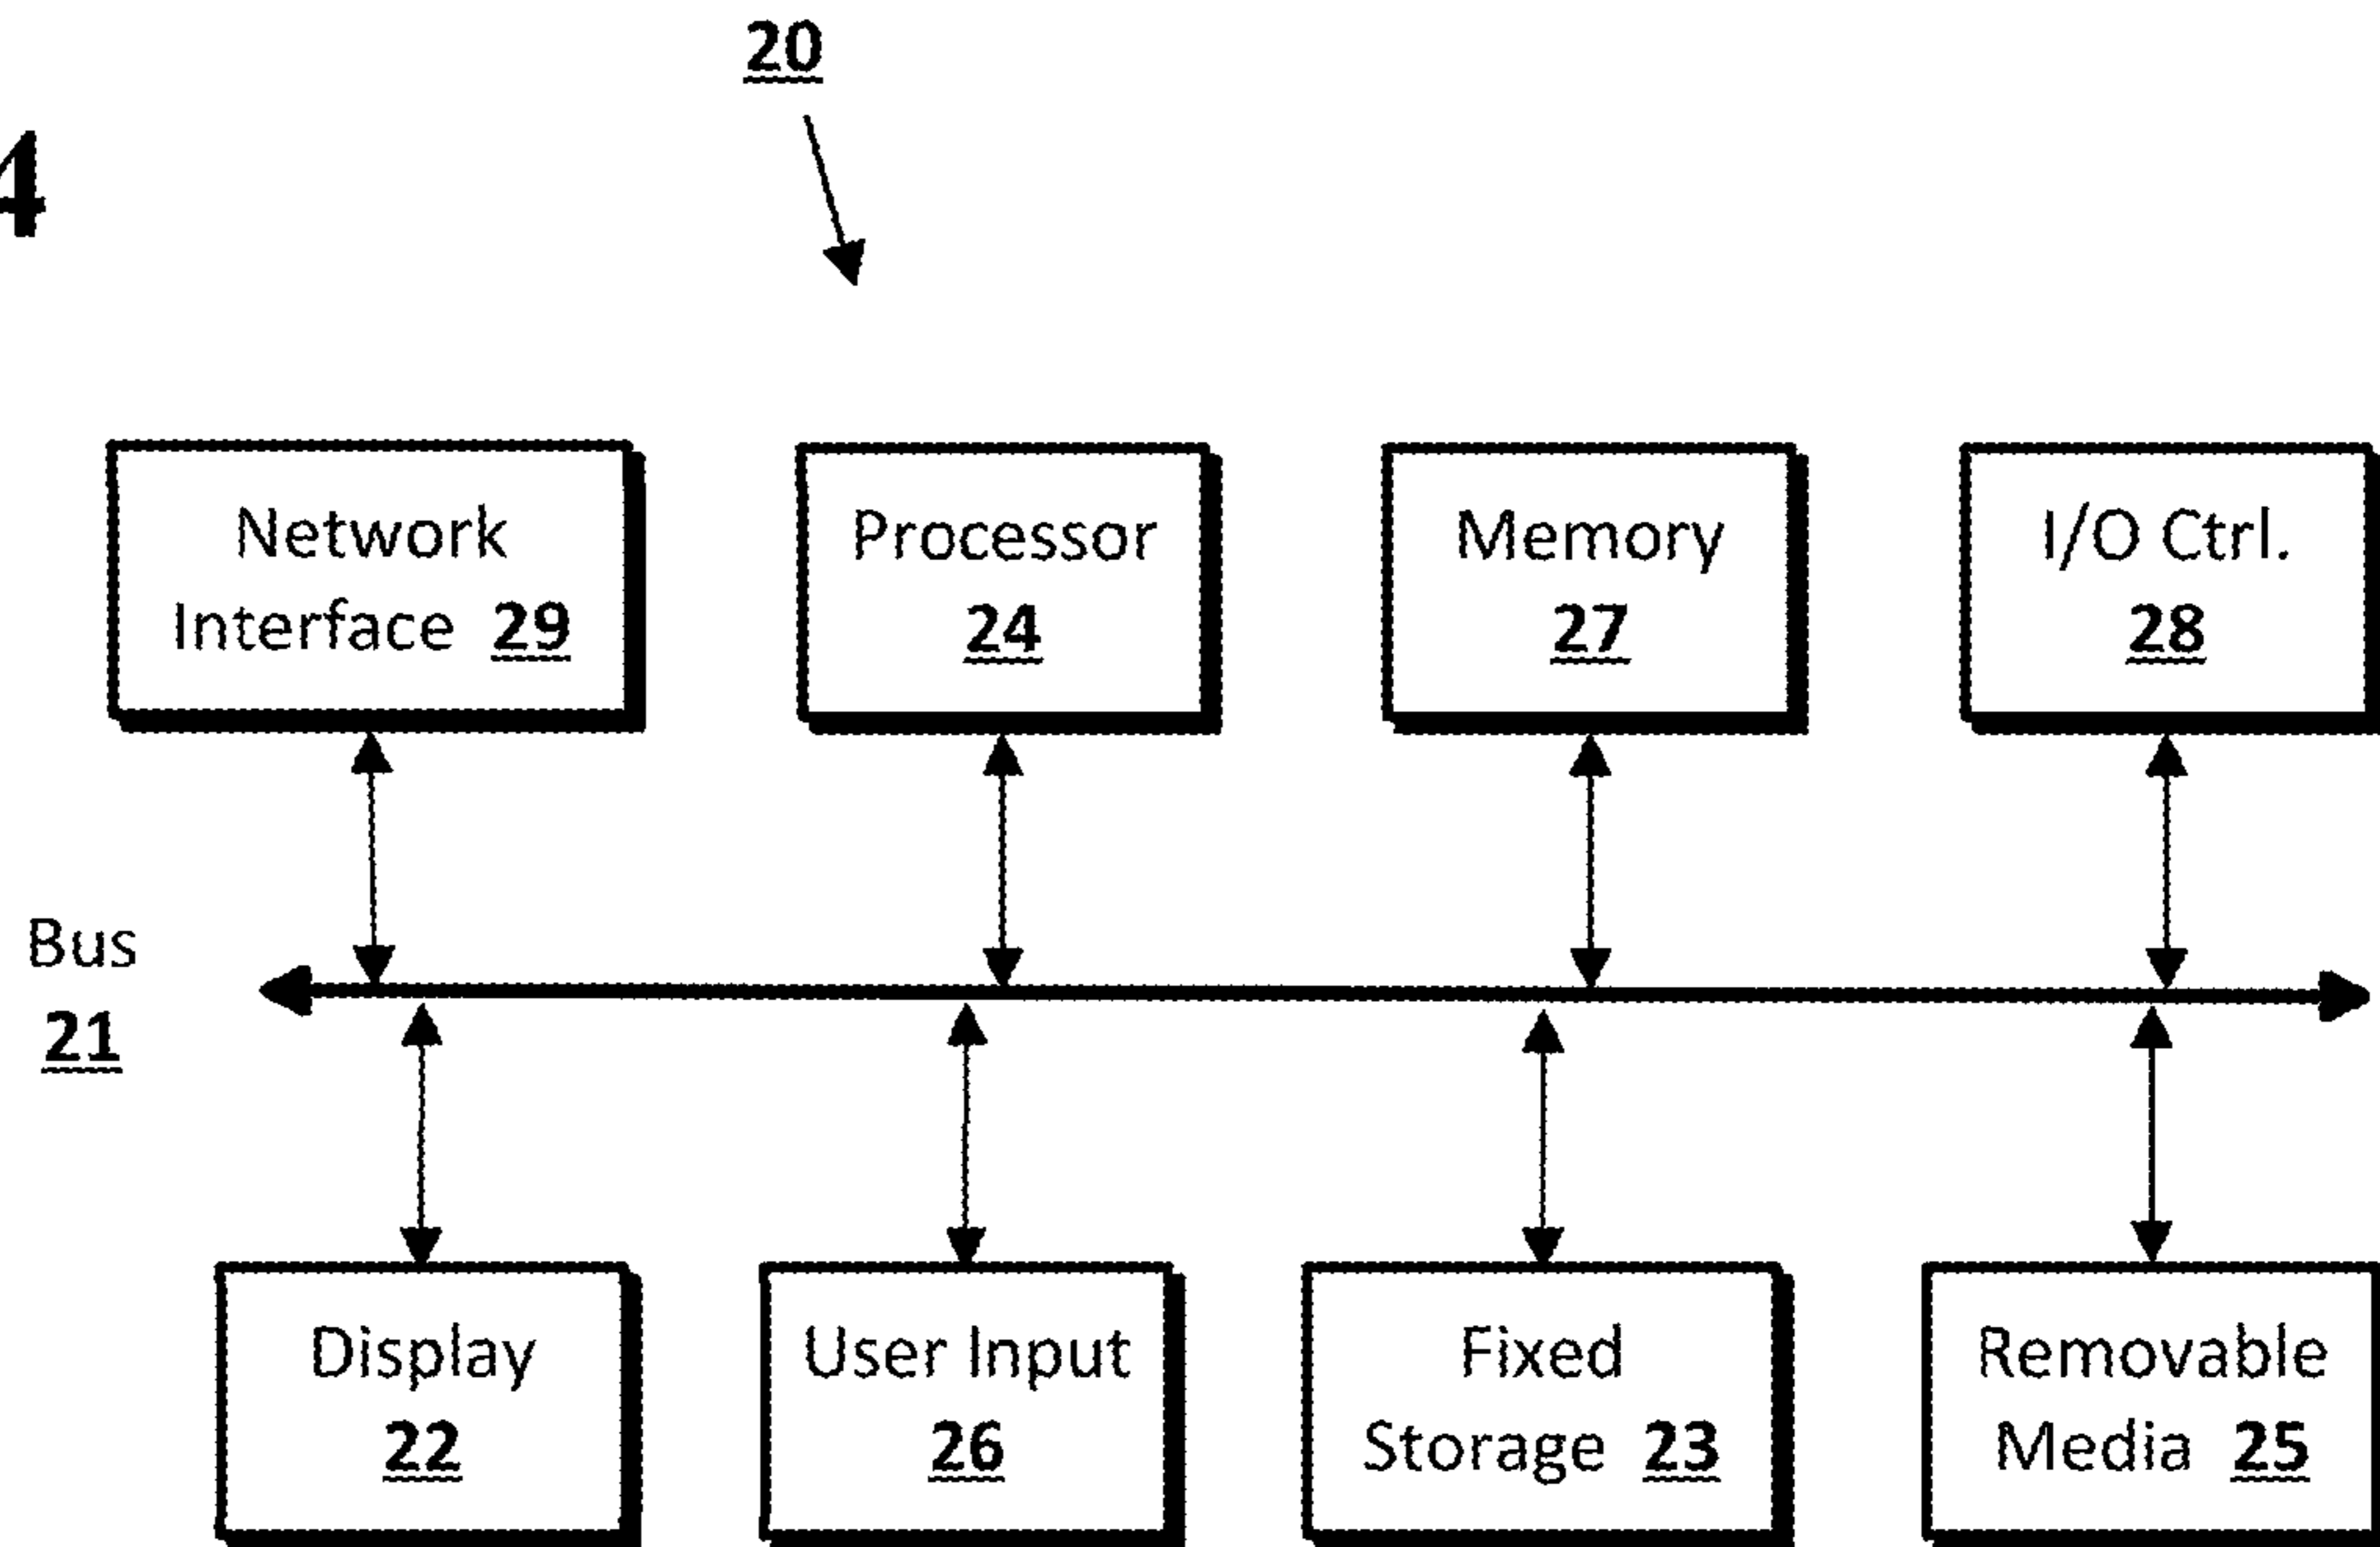 20
4
Network
Interface 29
Processor
24
Memory
27
I/O Ctrl.
28
Bus
21
Display
22
User Input
26
Fixed
Storage 23
Removable
Media 25